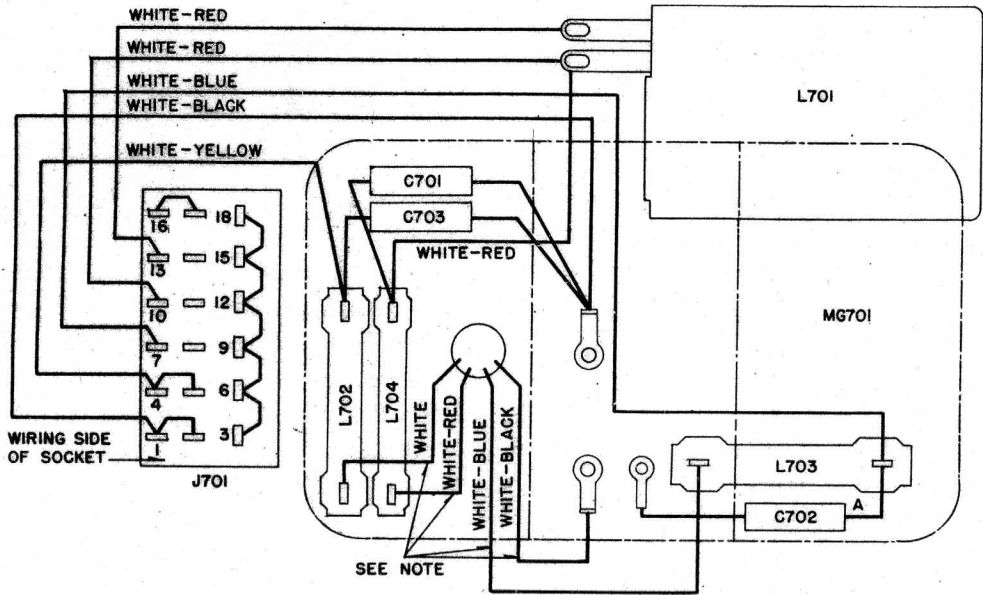 WHITE-RED
WHITE-RED
WHITE-BLUE
WHITE-BLACK
WHITE-YELLOW
L701
C701
C703
WHITE-RED
MG701
16
18
13
15
10
12
7
9
4
6
1
3
WIRING SIDE
OF SOCKET
J701
L702
L704
WHITE
WHITE-RED
WHITE-BLUE
WHITE-BLACK
L703
A
C702
SEE NOTE